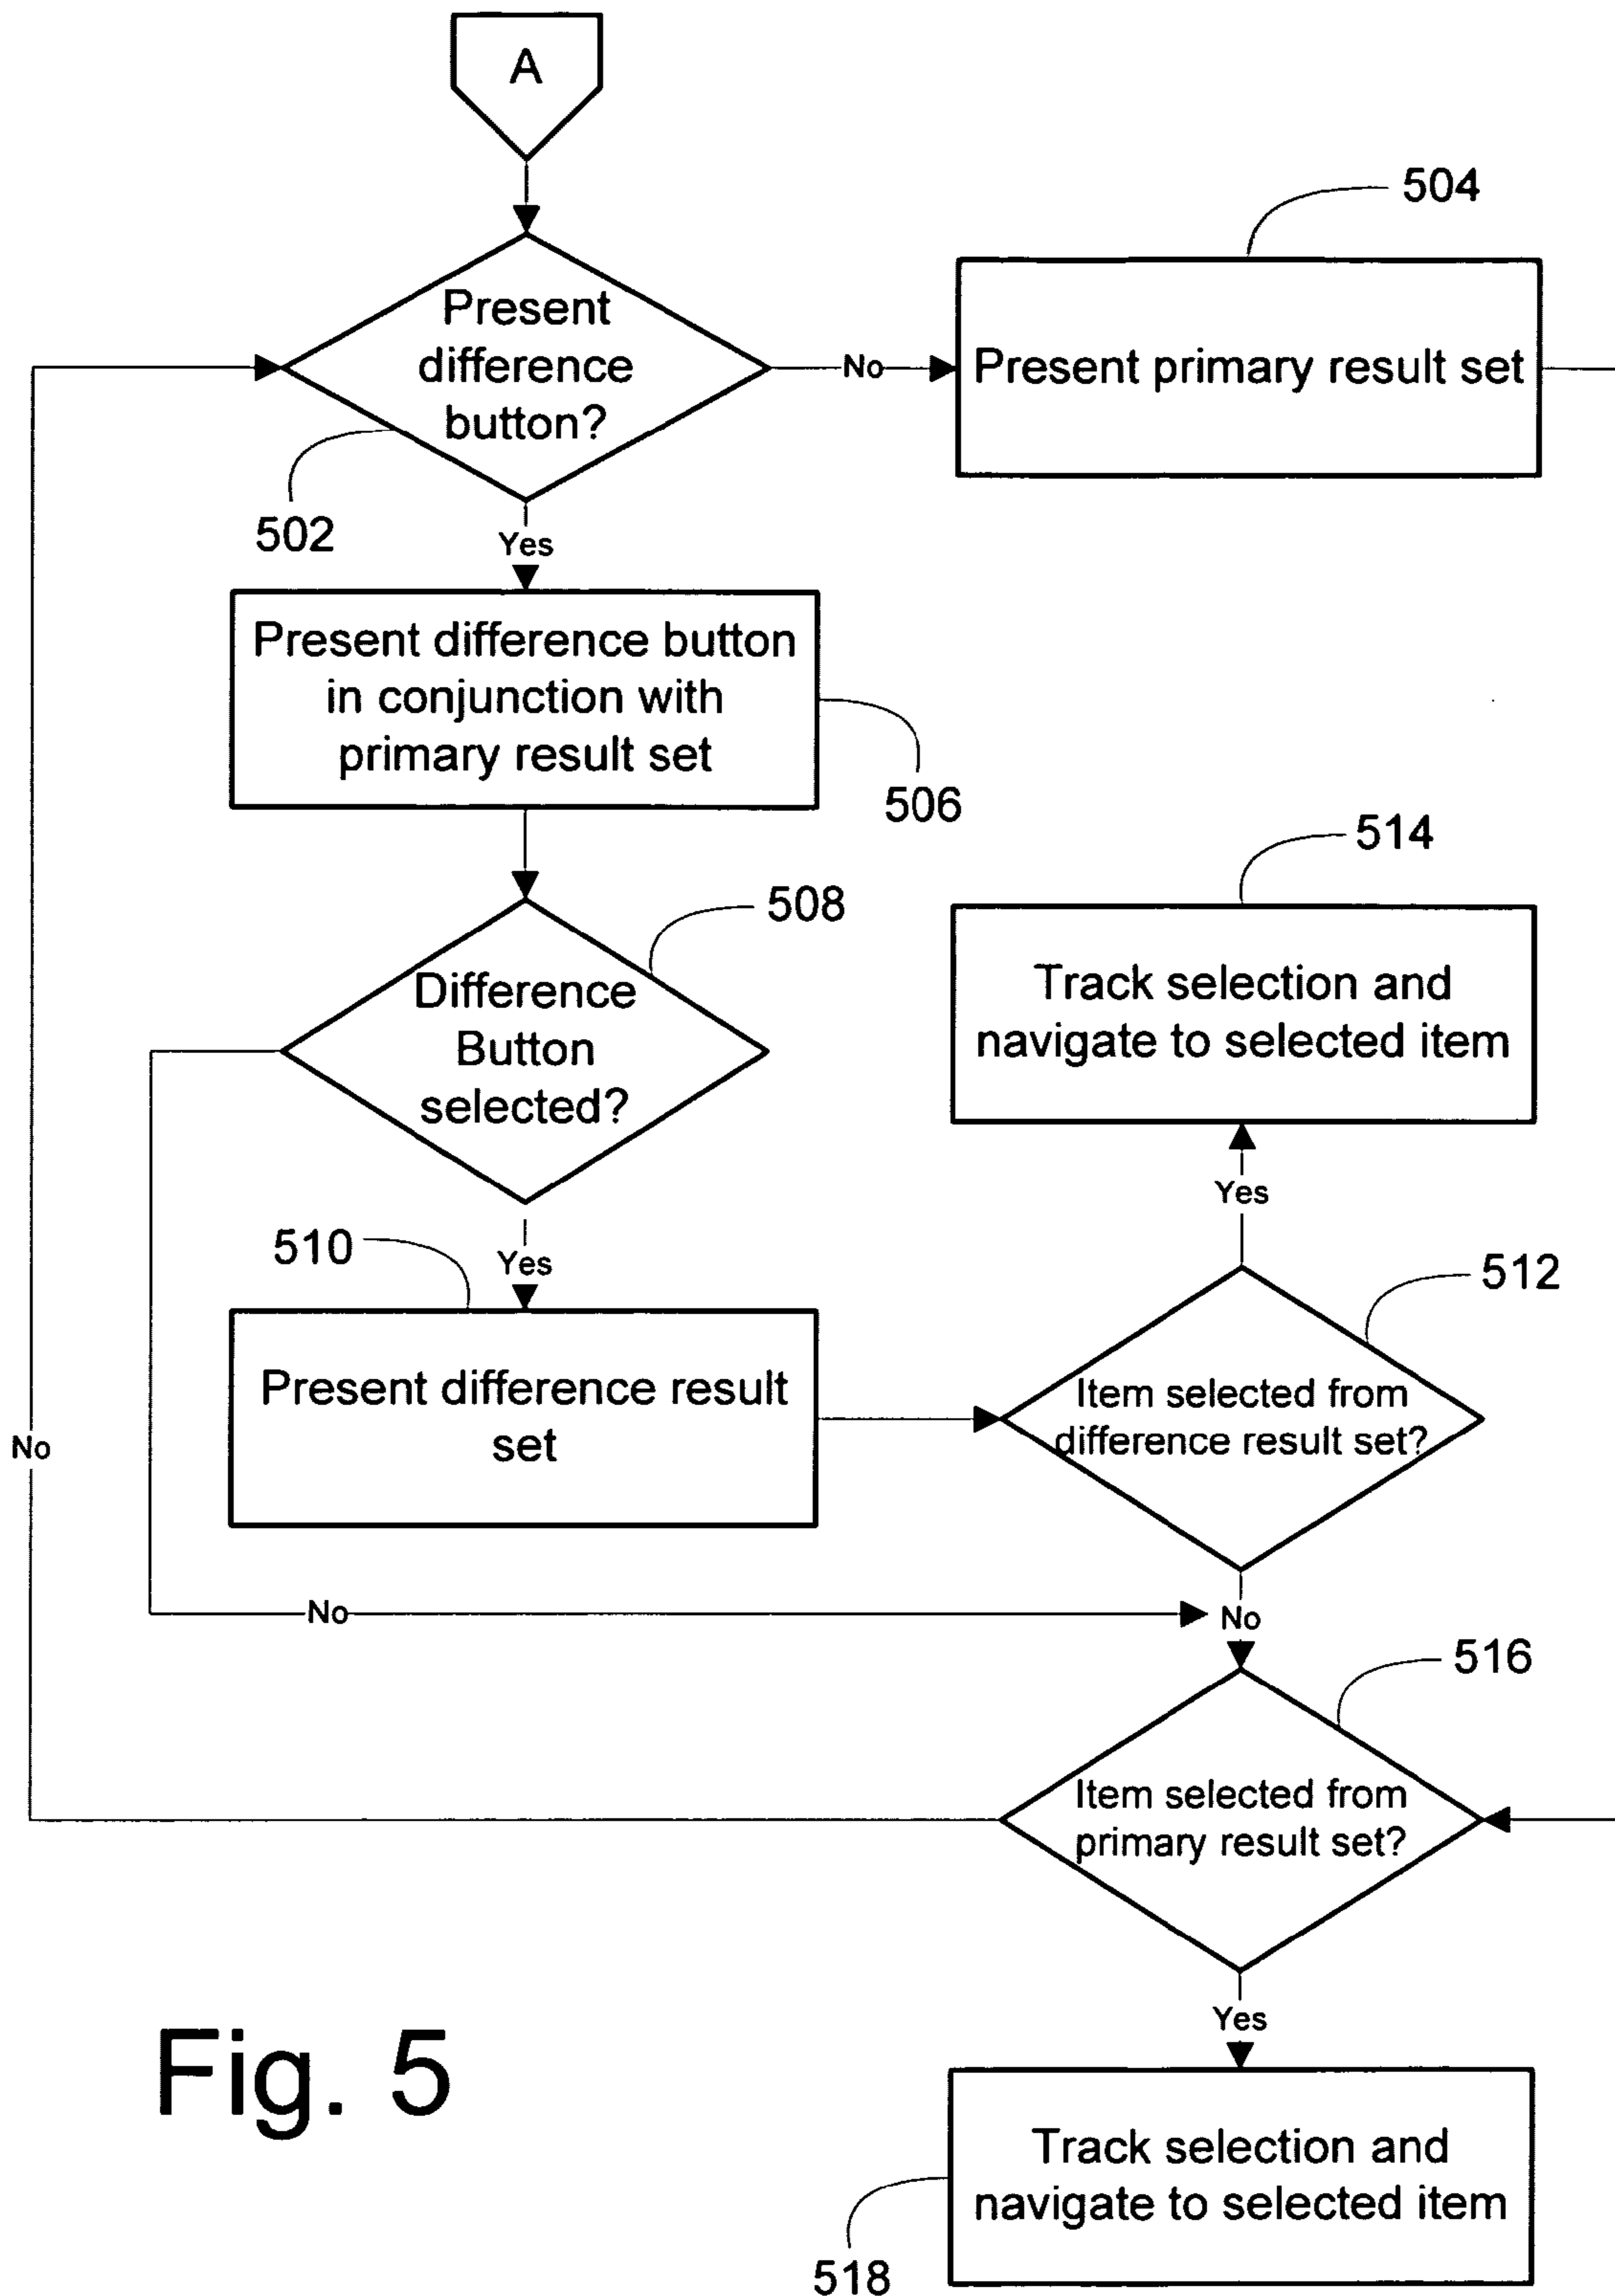 A
504
Present
difference
button?
No
Present primary result set
502
Yes
Present difference button
in conjunction with
primary result set
506
514
508
Difference
Button
selected?
Track selection and
navigate to selected item
Yes
510
Yes
512
Present difference result
set
Item selected from
difference result set?
No
No
No
516
Item selected from
primary result set?
Yes
Fig. 5
Track selection and
navigate to selected item
518